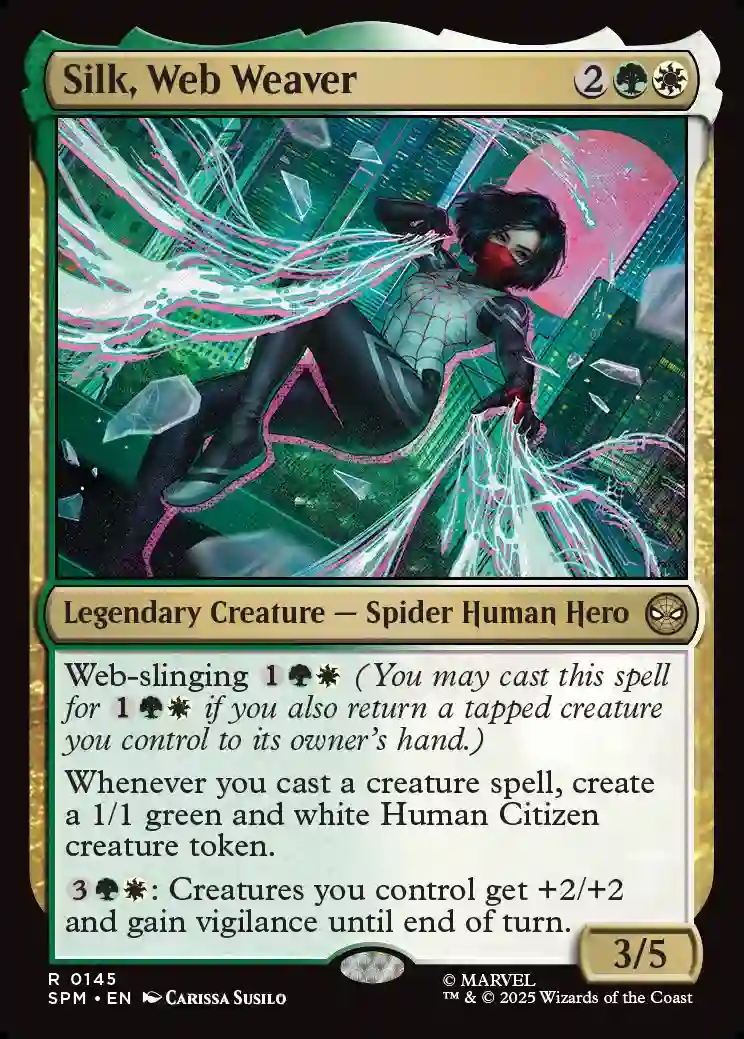 Silk, Web Weaver 2
Legendary Creature — Spider Human Hero
Web-slinging 1 (You may cast this spell
for 1 if you also return a tapped creature
you control to its owner's hand.)
Whenever you cast a creature spell, create
a 1/1 green and white Human Citizen
creature token.
3 : Creatures you control get +2/+2
and gain vigilance until end of turn.
3/5
R 0145
SPM • EN CARISSA SUSILO
© MARVEL
™ & © 2025 Wizards of the Coast